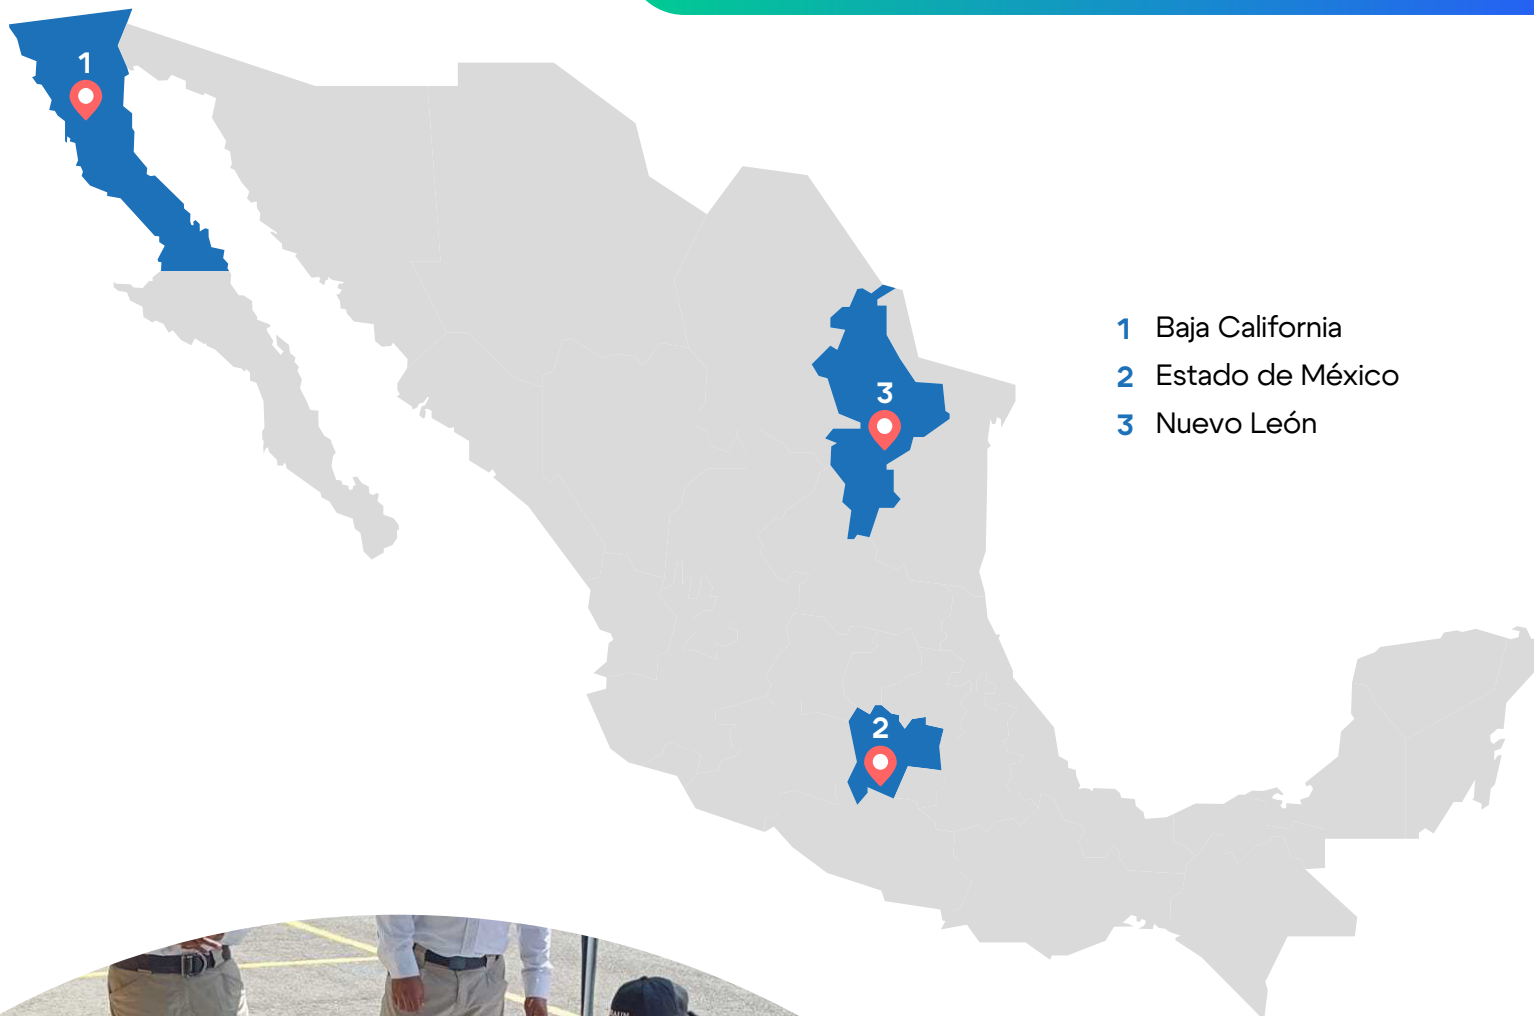 1
3
2
1 Baja California
2 Estado de México
3 Nuevo León